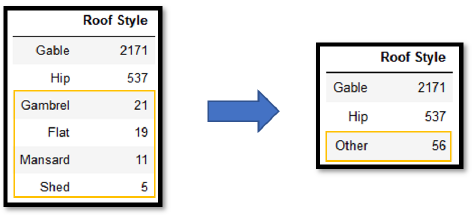 Roof Style
Gable 2171
Hip 537
Gambrel 21
Flat 19
Mansard 11
Shed 5
Roof Style
Gable 2171
Hip 537
Other 56